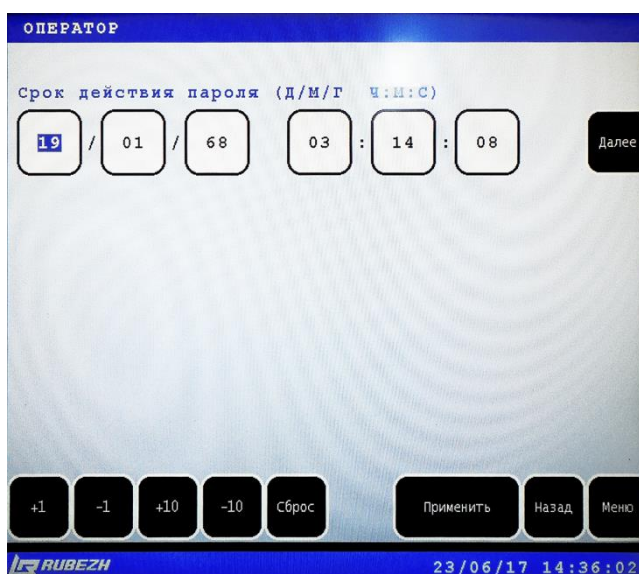 ОПЕРАТОР
Срок действия пароля (Д/М/Г Ч:М:С)
19 / 01 / 68 03 : 14 : 08
Далее
+1 -1 +10 -10 Сброс Применить Назад Меню
RUBEZH 23/06/17 14:36:02